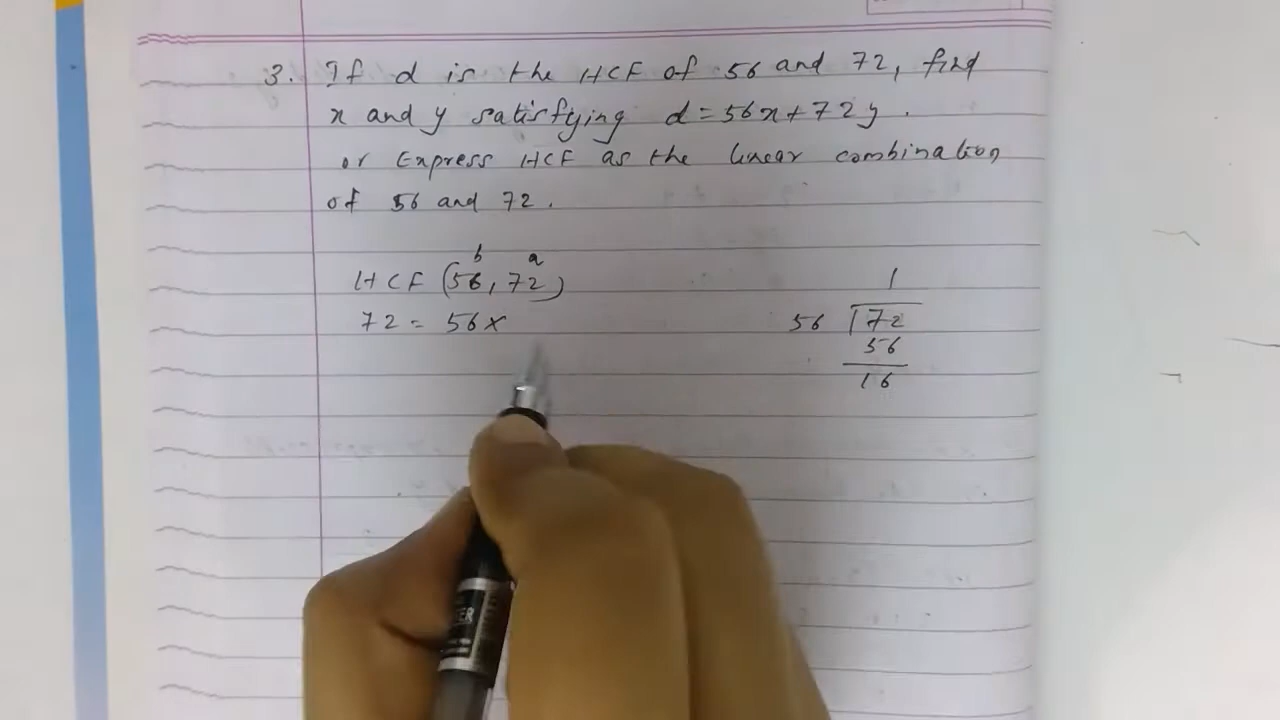 3. If d is the HCF of 56 and 72, find
x and y satisfying d = 56x + 72y.
or Express HCF as the linear combination
of 56 and 72.
b a
HCF (56, 72)
1
72 = 56 x
56 72
56
16